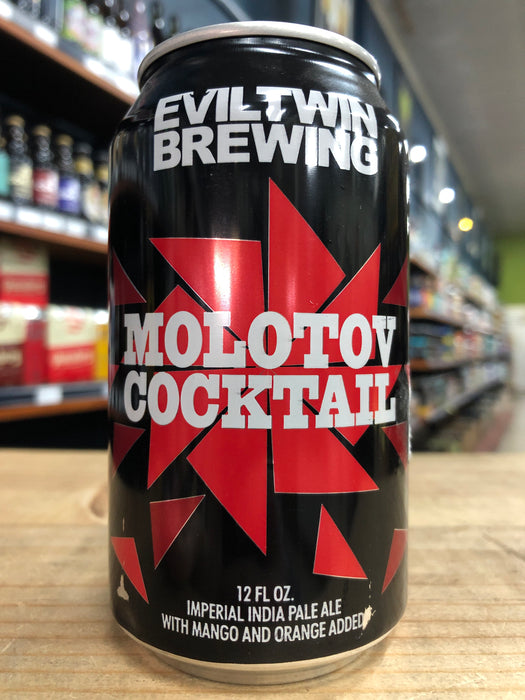 EVIL TWIN
BREWING
MOLOTOV
COCKTAIL
12 FL OZ.
IMPERIAL INDIA PALE ALE
WITH MANGO AND ORANGE ADDED